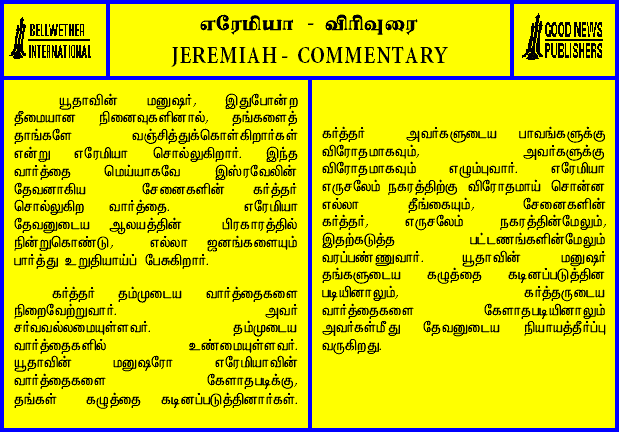 BELLWETHER
INTERNATIONAL
எரேமியா - விரிவுரை
JEREMIAH - COMMENTARY
GOOD NEWS
PUBLISHERS
யூதாவின் மனுஷர், இதுபோன்ற
தீமையான நினைவுகளினால், தங்களைத்
தாங்களே வஞ்சித்துக்கொள்கிறார்கள்
என்று எரேமியா சொல்லுகிறார். இந்த
வார்த்தை மெய்யாகவே இஸ்ரவேலின்
தேவனாகிய சேனைகளின் கர்த்தர்
சொல்லுகிற வார்த்தை. எரேமியா
தேவனுடைய ஆலயத்தின் பிரகாரத்தில்
நின்றுகொண்டு, எல்லா ஜனங்களையும்
பார்த்து உறுதியாய்ப் பேசுகிறார்.
கர்த்தர் தம்முடைய வார்த்தைகளை
நிறைவேற்றுவார். அவர்
சர்வவல்லமையுள்ளவர். தம்முடைய
வார்த்தைகளில் உண்மையுள்ளவர்.
யூதாவின் மனுஷரோ எரேமியாவின்
வார்த்தைகளை கேளாதபடிக்கு,
தங்கள் கழுத்தை கடினப்படுத்தினார்கள்.
கர்த்தர் அவர்களுடைய பாவங்களுக்கு
விரோதமாகவும், அவர்களுக்கு
விரோதமாகவும் எழும்புவார். எரேமியா
எருசலேம் நகரத்திற்கு விரோதமாய் சொன்ன
எல்லா தீங்கையும், சேனைகளின்
கர்த்தர், எருசலேம் நகரத்தின்மேலும்,
இதற்கடுத்த பட்டணங்களின்மேலும்
வரப்பண்ணுவார். யூதாவின் மனுஷர்
தங்களுடைய கழுத்தை கடினப்படுத்தின
படியினாலும், கர்த்தருடைய
வார்த்தைகளை கேளாதபடியினாலும்
அவர்கள்மீது தேவனுடைய நியாயத்தீர்ப்பு
வருகிறது.